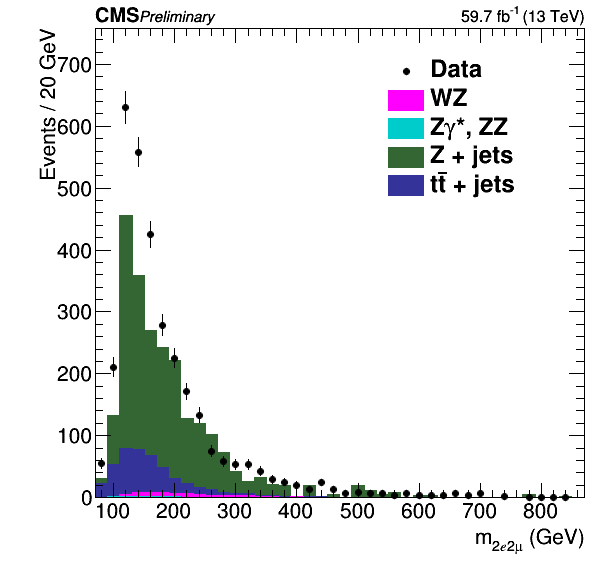 CMS Preliminary 59.7 fb⁻¹ (13 TeV)
Events / 20 GeV
700
600
500
400
300
200
100
0
Data
WZ
Zγ*, ZZ
Z + jets
tt̄ + jets
100 200 300 400 500 600 700 800
m2e2μ (GeV)